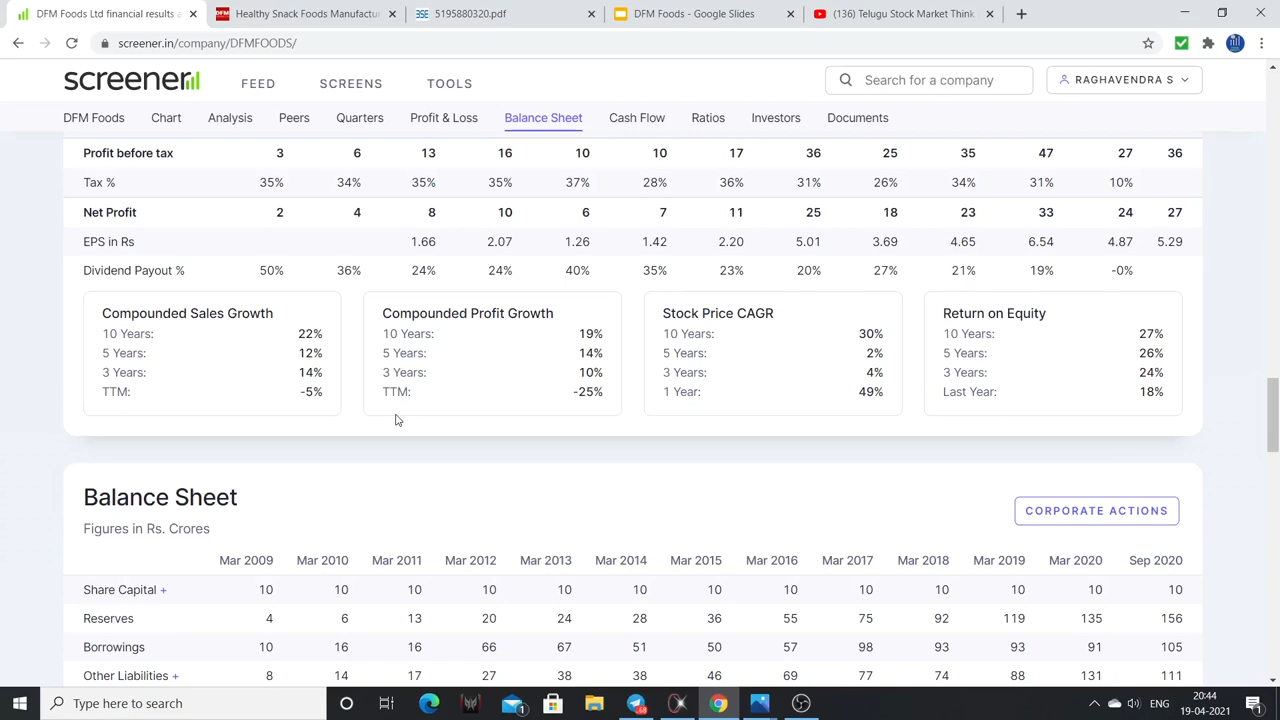 DFM Foods Ltd financial results a
Healthy Snack Foods Manufactur
5195880320.pdf
DFM Foods - Google Slides
(136) Telugu Stock Market Think
screener.in/company/DFMFOODS/
screener
FEED
SCREENS
TOOLS
Search for a company
RAGHAVENDRA S
DFM Foods
Chart
Analysis
Peers
Quarters
Profit & Loss
Balance Sheet
Cash Flow
Ratios
Investors
Documents
Profit before tax 3 6 13 16 10 10 17 36 25 35 47 27 36
Tax % 35% 34% 35% 35% 37% 28% 36% 31% 26% 34% 31% 10%
Net Profit 2 4 8 10 6 7 11 25 18 23 33 24 27
EPS in Rs 1.66 2.07 1.26 1.42 2.20 5.01 3.69 4.65 6.54 4.87 5.29
Dividend Payout % 50% 36% 24% 24% 40% 35% 23% 20% 27% 21% 19% -0%
Compounded Sales Growth
10 Years: 22%
5 Years: 12%
3 Years: 14%
TTM: -5%
Compounded Profit Growth
10 Years: 19%
5 Years: 14%
3 Years: 10%
TTM: -25%
Stock Price CAGR
10 Years: 30%
5 Years: 2%
3 Years: 4%
1 Year: 49%
Return on Equity
10 Years: 27%
5 Years: 26%
3 Years: 24%
Last Year: 18%
Balance Sheet
Figures in Rs. Crores
CORPORATE ACTIONS
Mar 2009 Mar 2010 Mar 2011 Mar 2012 Mar 2013 Mar 2014 Mar 2015 Mar 2016 Mar 2017 Mar 2018 Mar 2019 Mar 2020 Sep 2020
Share Capital + 10 10 10 10 10 10 10 10 10 10 10 10 10
Reserves 4 6 13 20 24 28 36 55 75 92 119 135 156
Borrowings 10 16 16 66 67 51 50 57 98 93 93 91 105
Other Liabilities + 8 14 17 27 38 38 46 69 77 74 88 131 111
Type here to search
ENG
20:44
19-04-2021